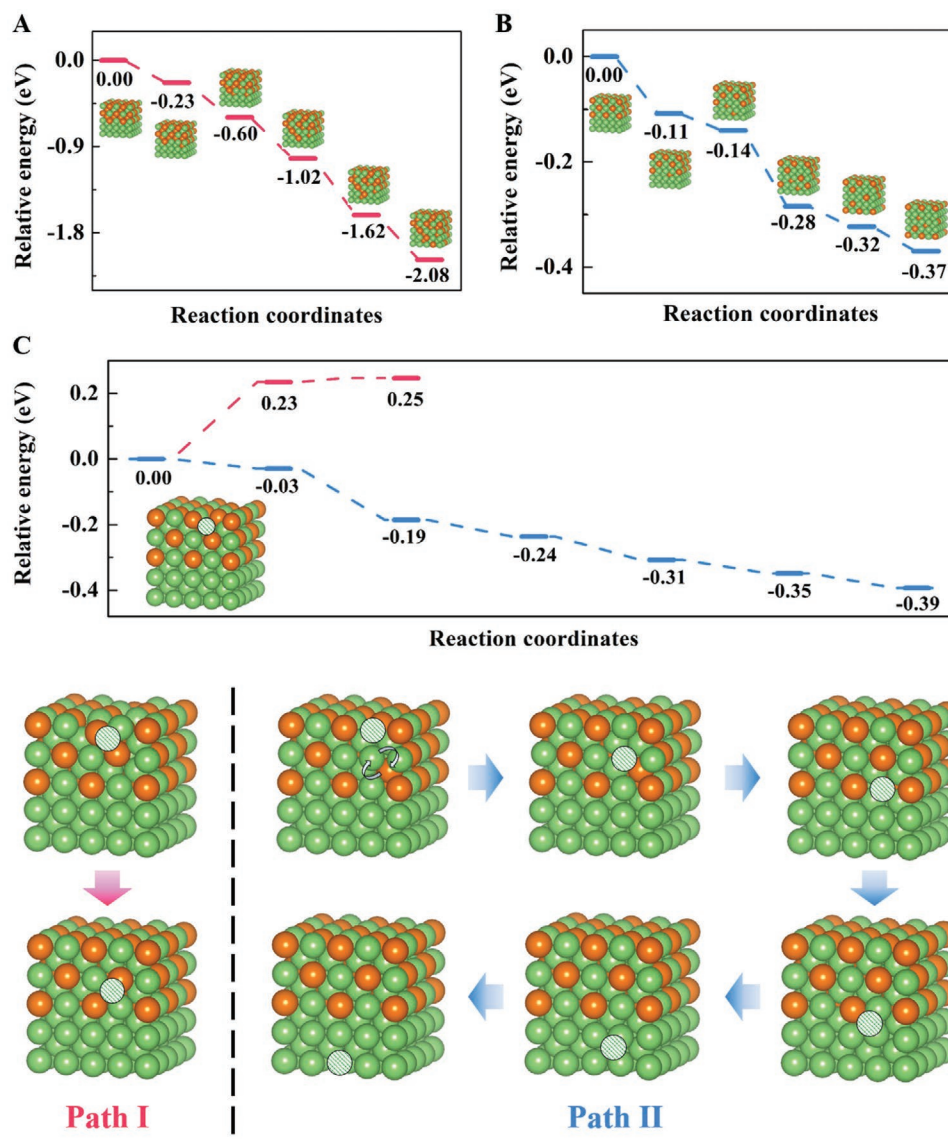 A
Relative energy (eV)
0.0
-0.9
-1.8
0.00
-0.23
-0.60
-1.02
-1.62
-2.08
Reaction coordinates
B
Relative energy (eV)
0.0
-0.2
-0.4
0.00
-0.11
-0.14
-0.28
-0.32
-0.37
Reaction coordinates
C
Relative energy (eV)
0.2
0.0
-0.2
-0.4
0.23
0.25
0.00
-0.03
-0.19
-0.24
-0.31
-0.35
-0.39
Reaction coordinates
Path I
Path II